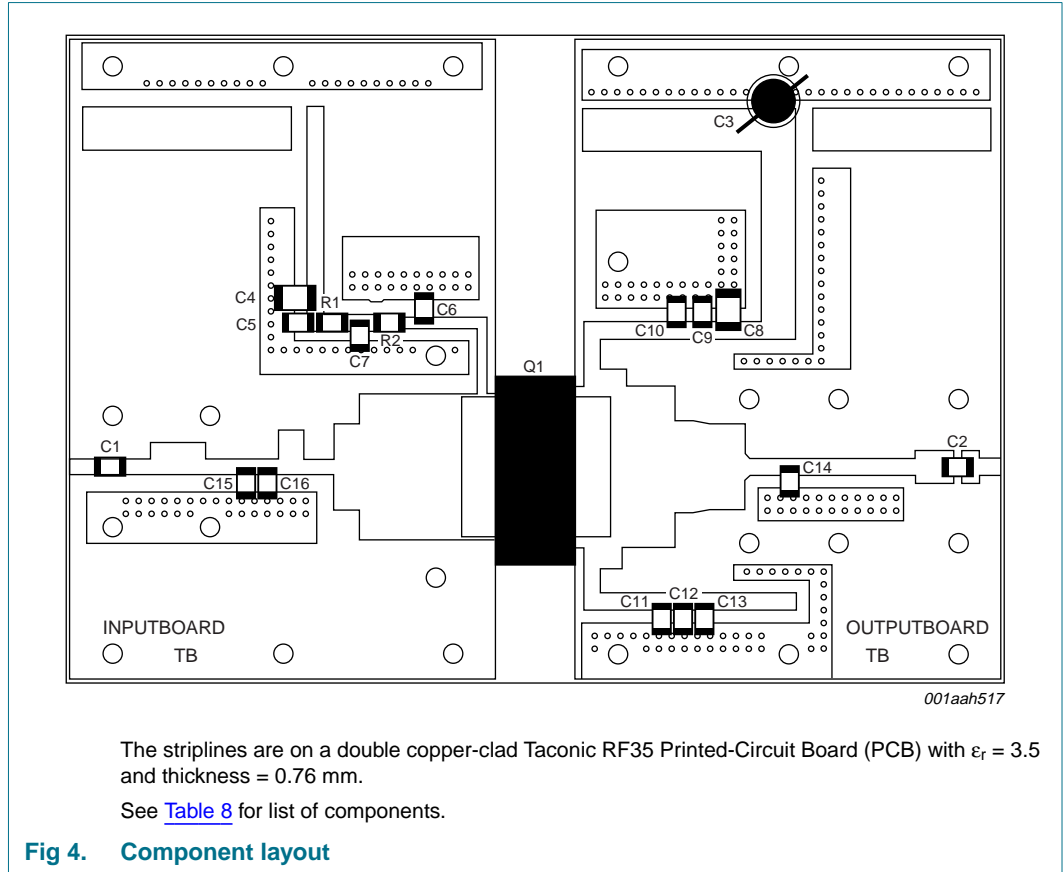 C3
C4
R1
C5
C6
C7
R2
C10
C9
C8
Q1
C1
C2
C15
C16
C14
C11
C12
C13
INPUTBOARD
TB
OUTPUTBOARD
TB
001aah517
The striplines are on a double copper-clad Taconic RF35 Printed-Circuit Board (PCB) with εr = 3.5
and thickness = 0.76 mm.
See Table 8 for list of components.
Fig 4. Component layout